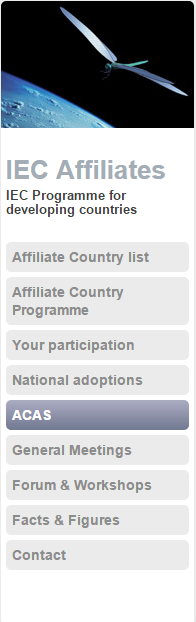 IEC Affiliates
IEC Programme for
developing countries
Affiliate Country list
Affiliate Country
Programme
Your participation
National adoptions
ACAS
General Meetings
Forum & Workshops
Facts & Figures
Contact